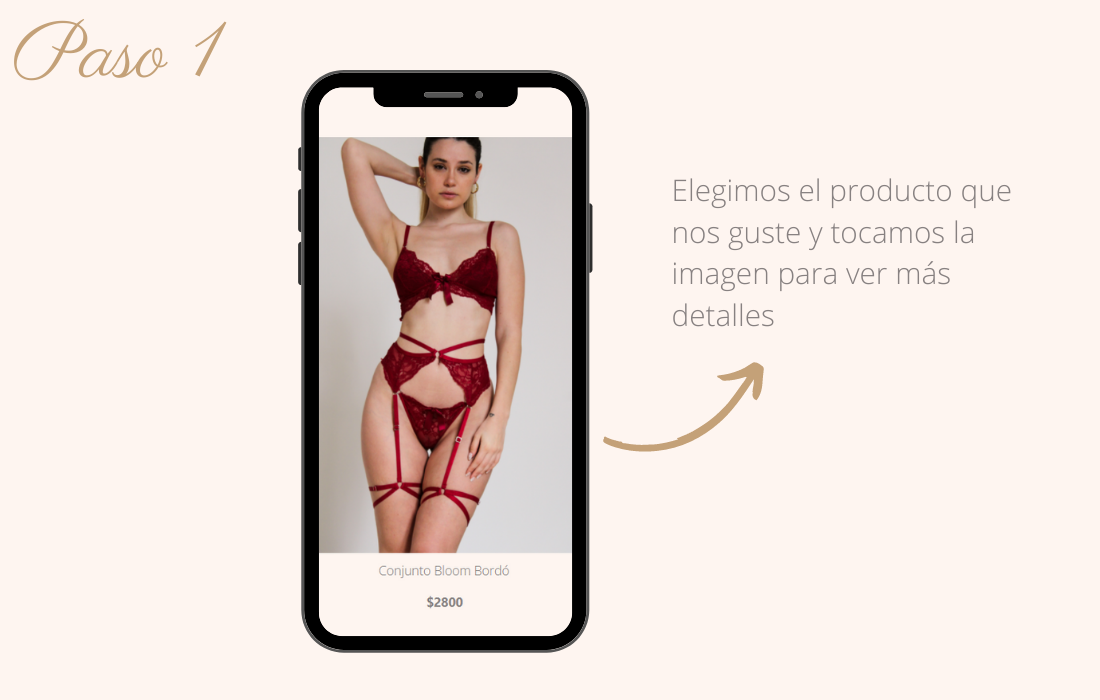 Paso 1
Elegimos el producto que
nos guste y tocamos la
imagen para ver más
detalles
Conjunto Bloom Bordó
$2800